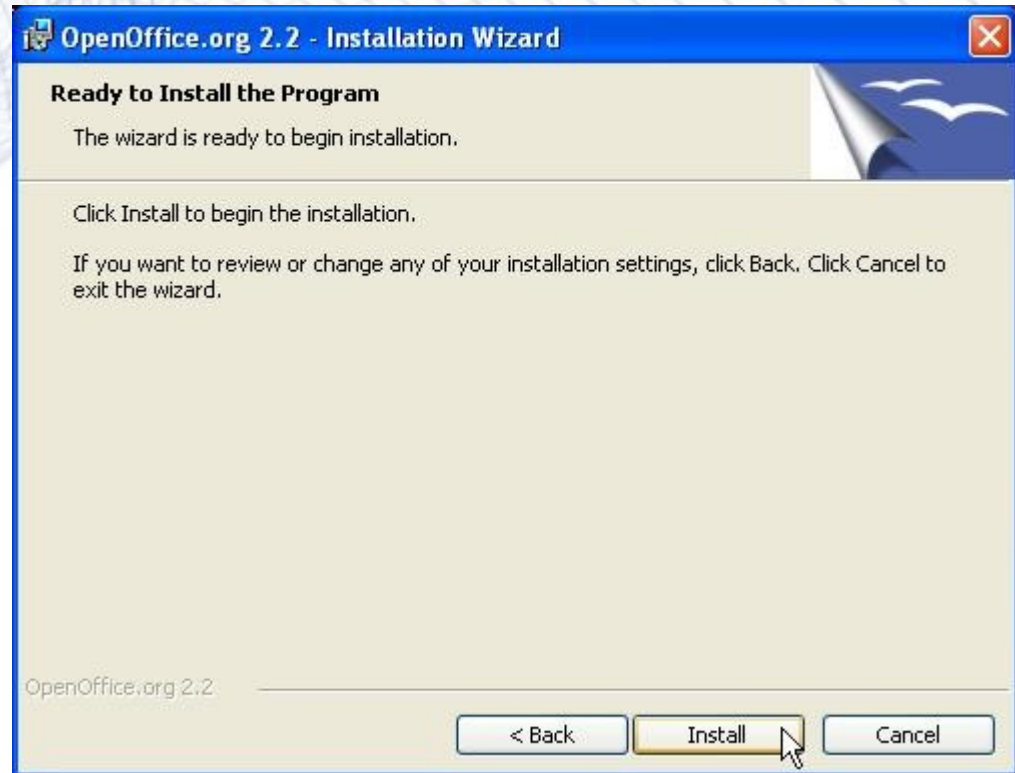 OpenOffice.org 2.2 - Installation Wizard
Ready to Install the Program
The wizard is ready to begin installation.
Click Install to begin the installation.
If you want to review or change any of your installation settings, click Back. Click Cancel to
exit the wizard.
OpenOffice.org 2.2
< Back Install Cancel